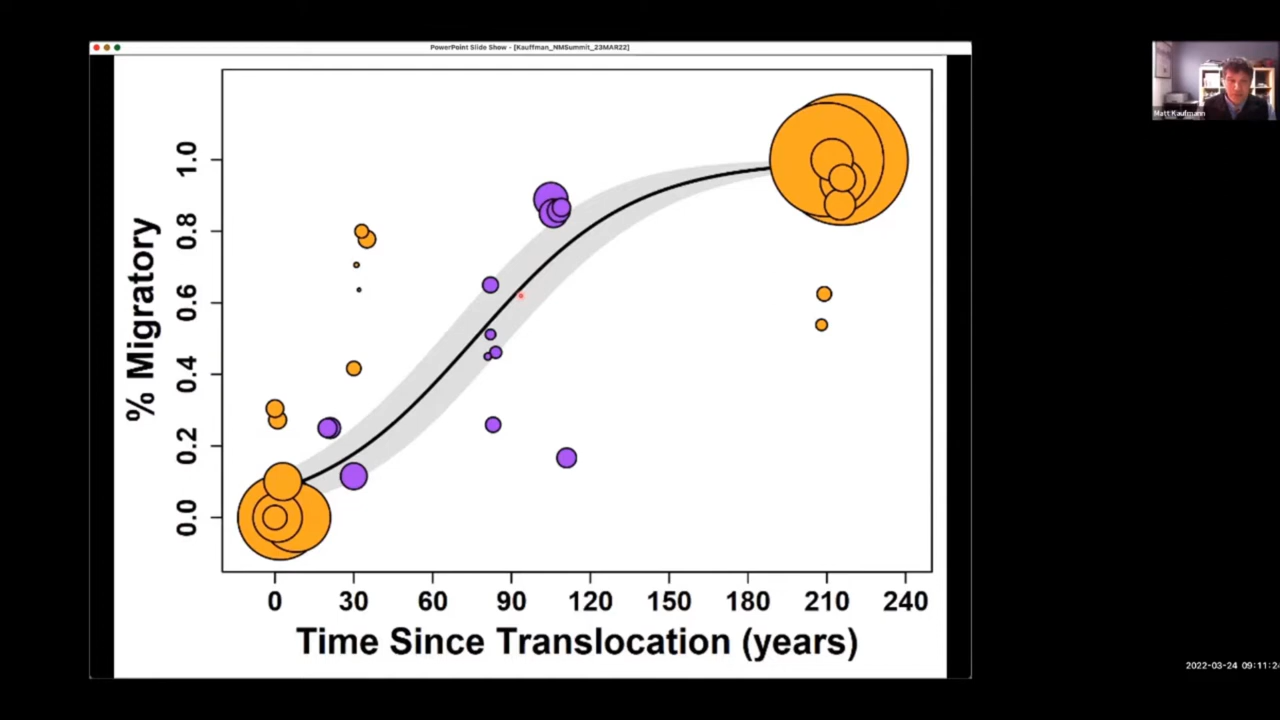 PowerPoint Slide Show - [Kauffman_NMSummit_23MAR22]
Matt Kaufmann
% Migratory
1.0
0.8
0.6
0.4
0.2
0.0
0 30 60 90 120 150 180 210 240
Time Since Translocation (years)
2022-03-24 09:11:24